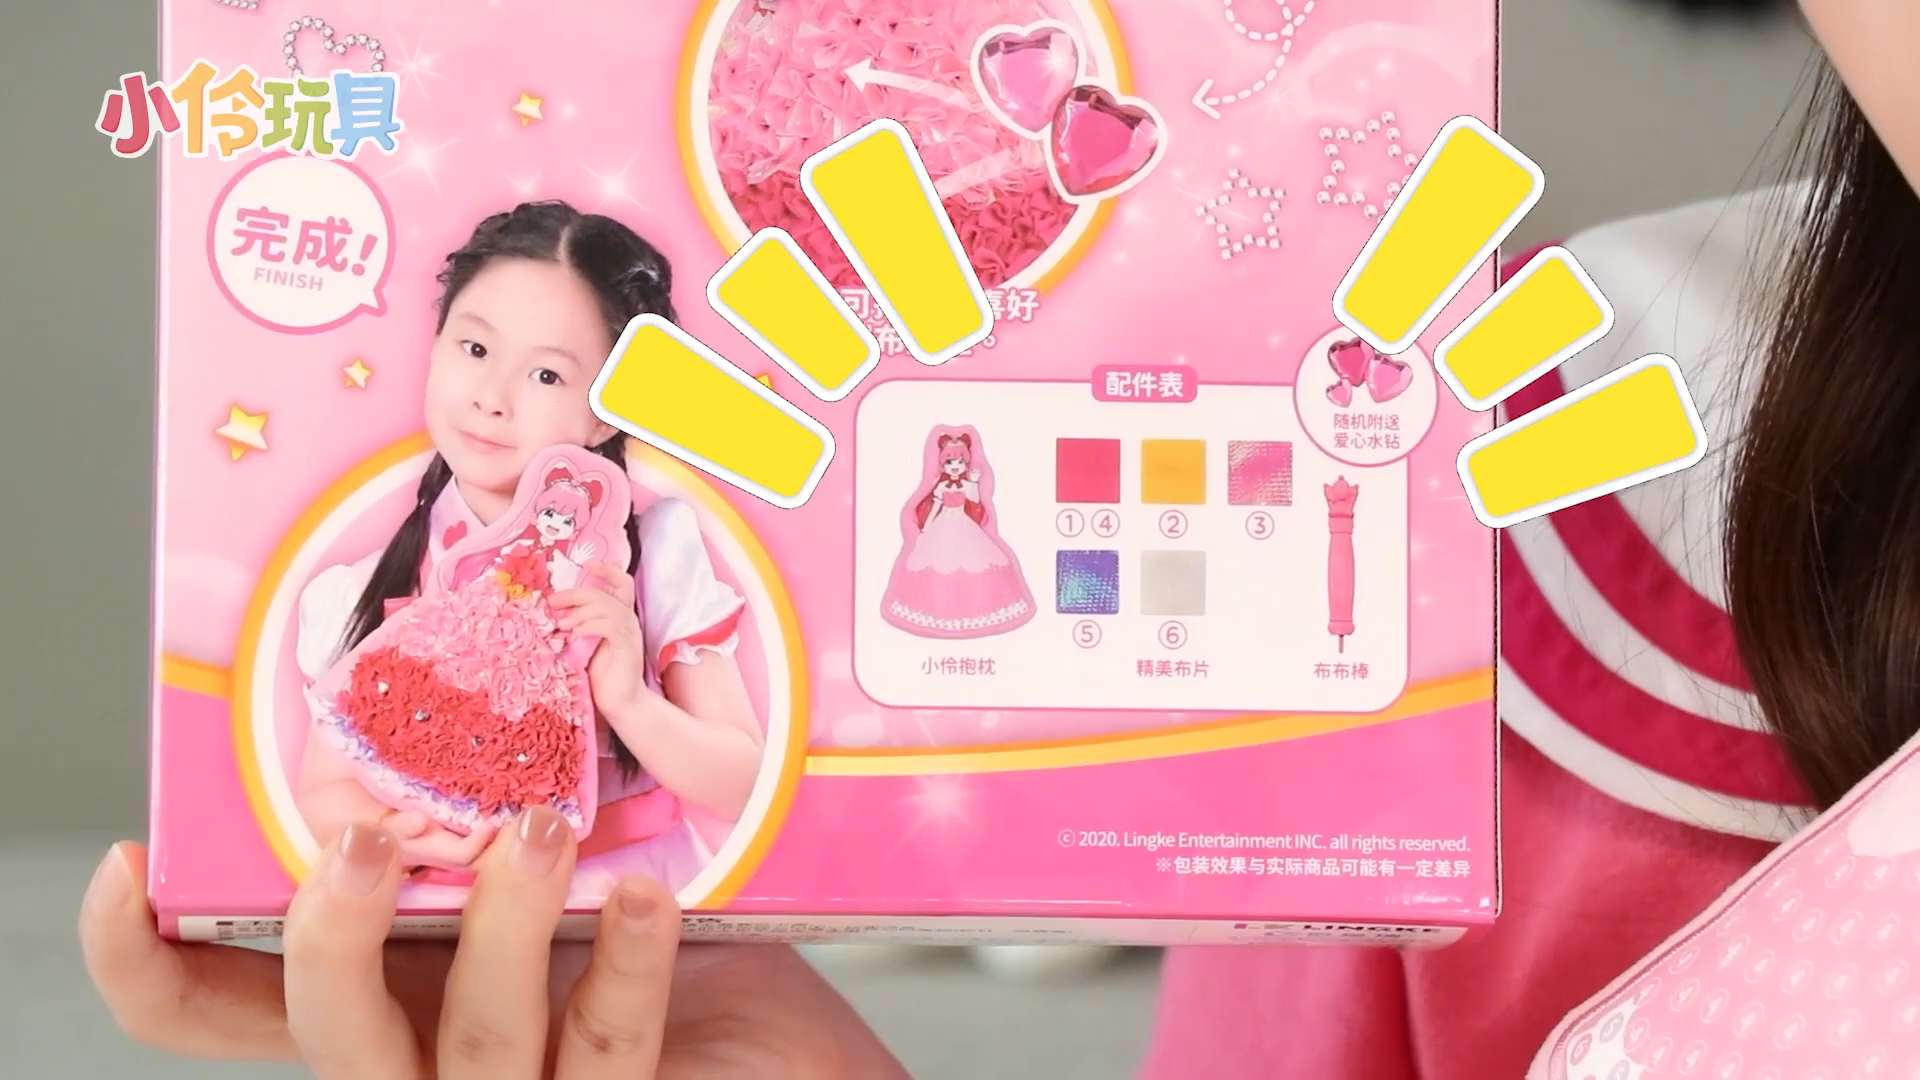 小伶玩具
完成!
FINISH
喜好
配件表
随机附送
爱心水钻
①④
②
③
⑤
⑥
小伶抱枕
精美布片
布布棒
ⓒ 2020. Lingke Entertainment INC. all rights reserved.
※包装效果与实际商品可能有一定差异
LINGKE